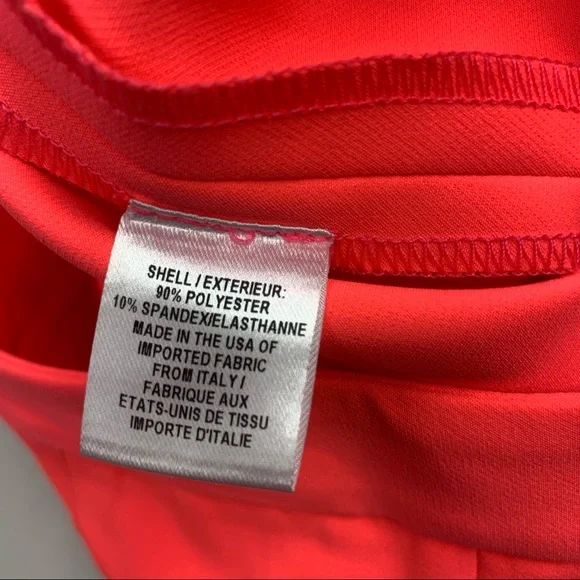 SHELL / EXTERIEUR:
90% POLYESTER
10% SPANDEX/ELASTHANNE
MADE IN THE USA OF
IMPORTED FABRIC
FROM ITALY /
FABRIQUE AUX
ETATS-UNIS DE TISSU
IMPORTE D'ITALIE